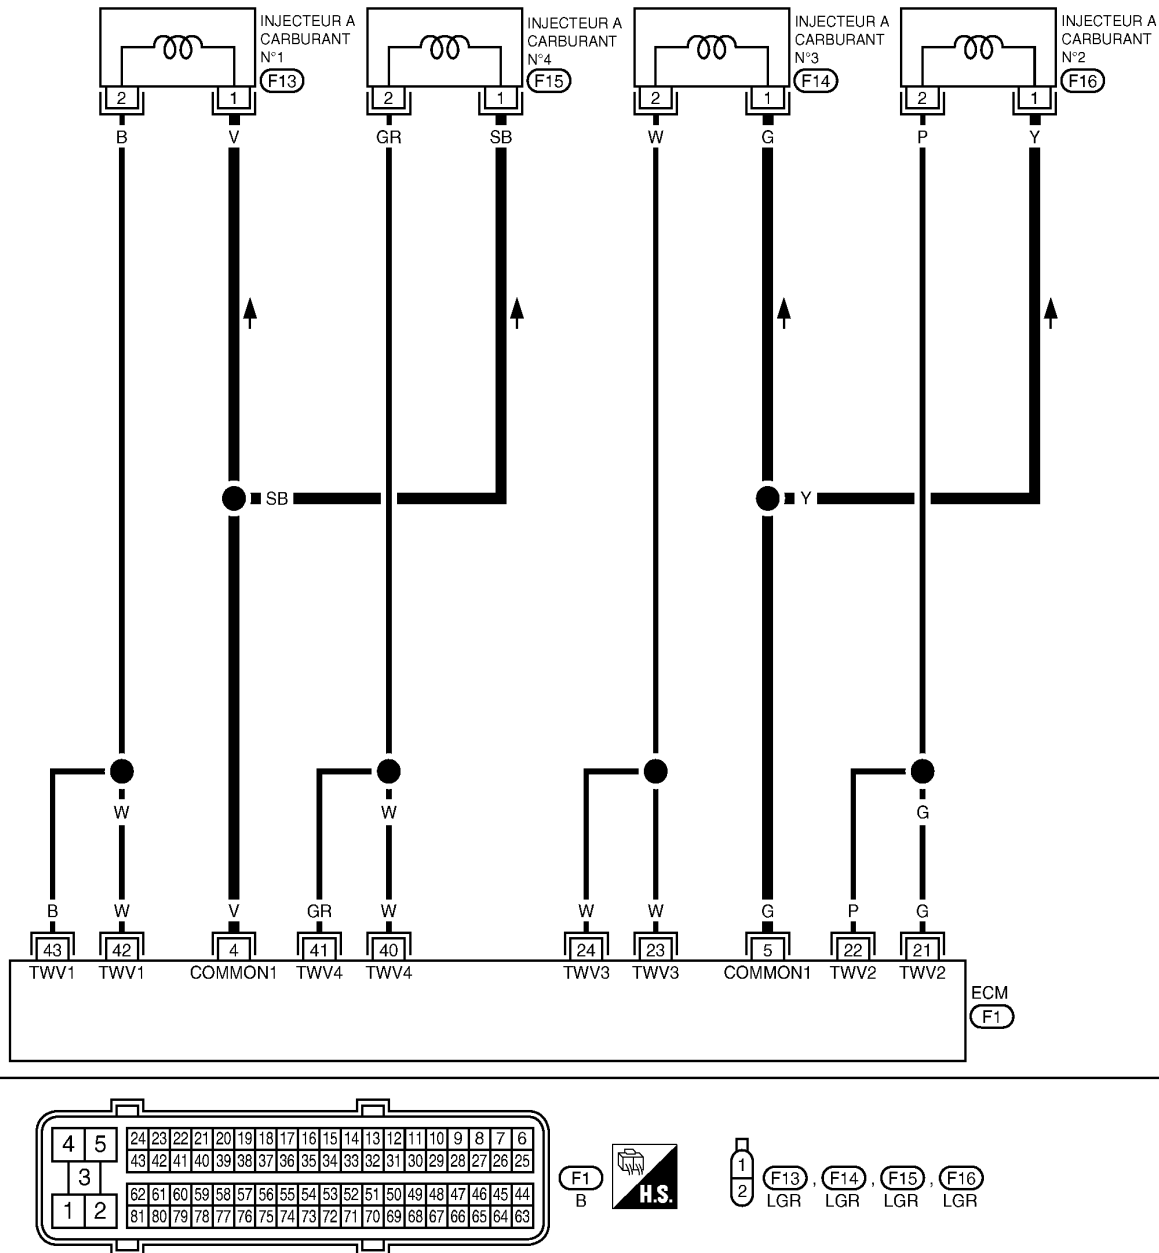 INJECTEUR A
CARBURANT
N°1
F13
INJECTEUR A
CARBURANT
N°4
F15
INJECTEUR A
CARBURANT
N°3
F14
INJECTEUR A
CARBURANT
N°2
F16
2 1 2 1 2 1 2 1
B V GR SB W G P Y
SB Y
W W G
B W V GR W W W G P G
43 42 4 41 40 24 23 5 22 21
TWV1 TWV1 COMMON1 TWV4 TWV4 TWV3 TWV3 COMMON1 TWV2 TWV2
ECM
F1
4 5
3
1 2
24 23 22 21 20 19 18 17 16 15 14 13 12 11 10 9 8 7 6
43 42 41 40 39 38 37 36 35 34 33 32 31 30 29 28 27 26 25
62 61 60 59 58 57 56 55 54 53 52 51 50 49 48 47 46 45 44
81 80 79 78 77 76 75 74 73 72 71 70 69 68 67 66 65 64 63
F1
B
H.S.
1
2
F13 , F14 , F15 , F16
LGR LGR LGR LGR